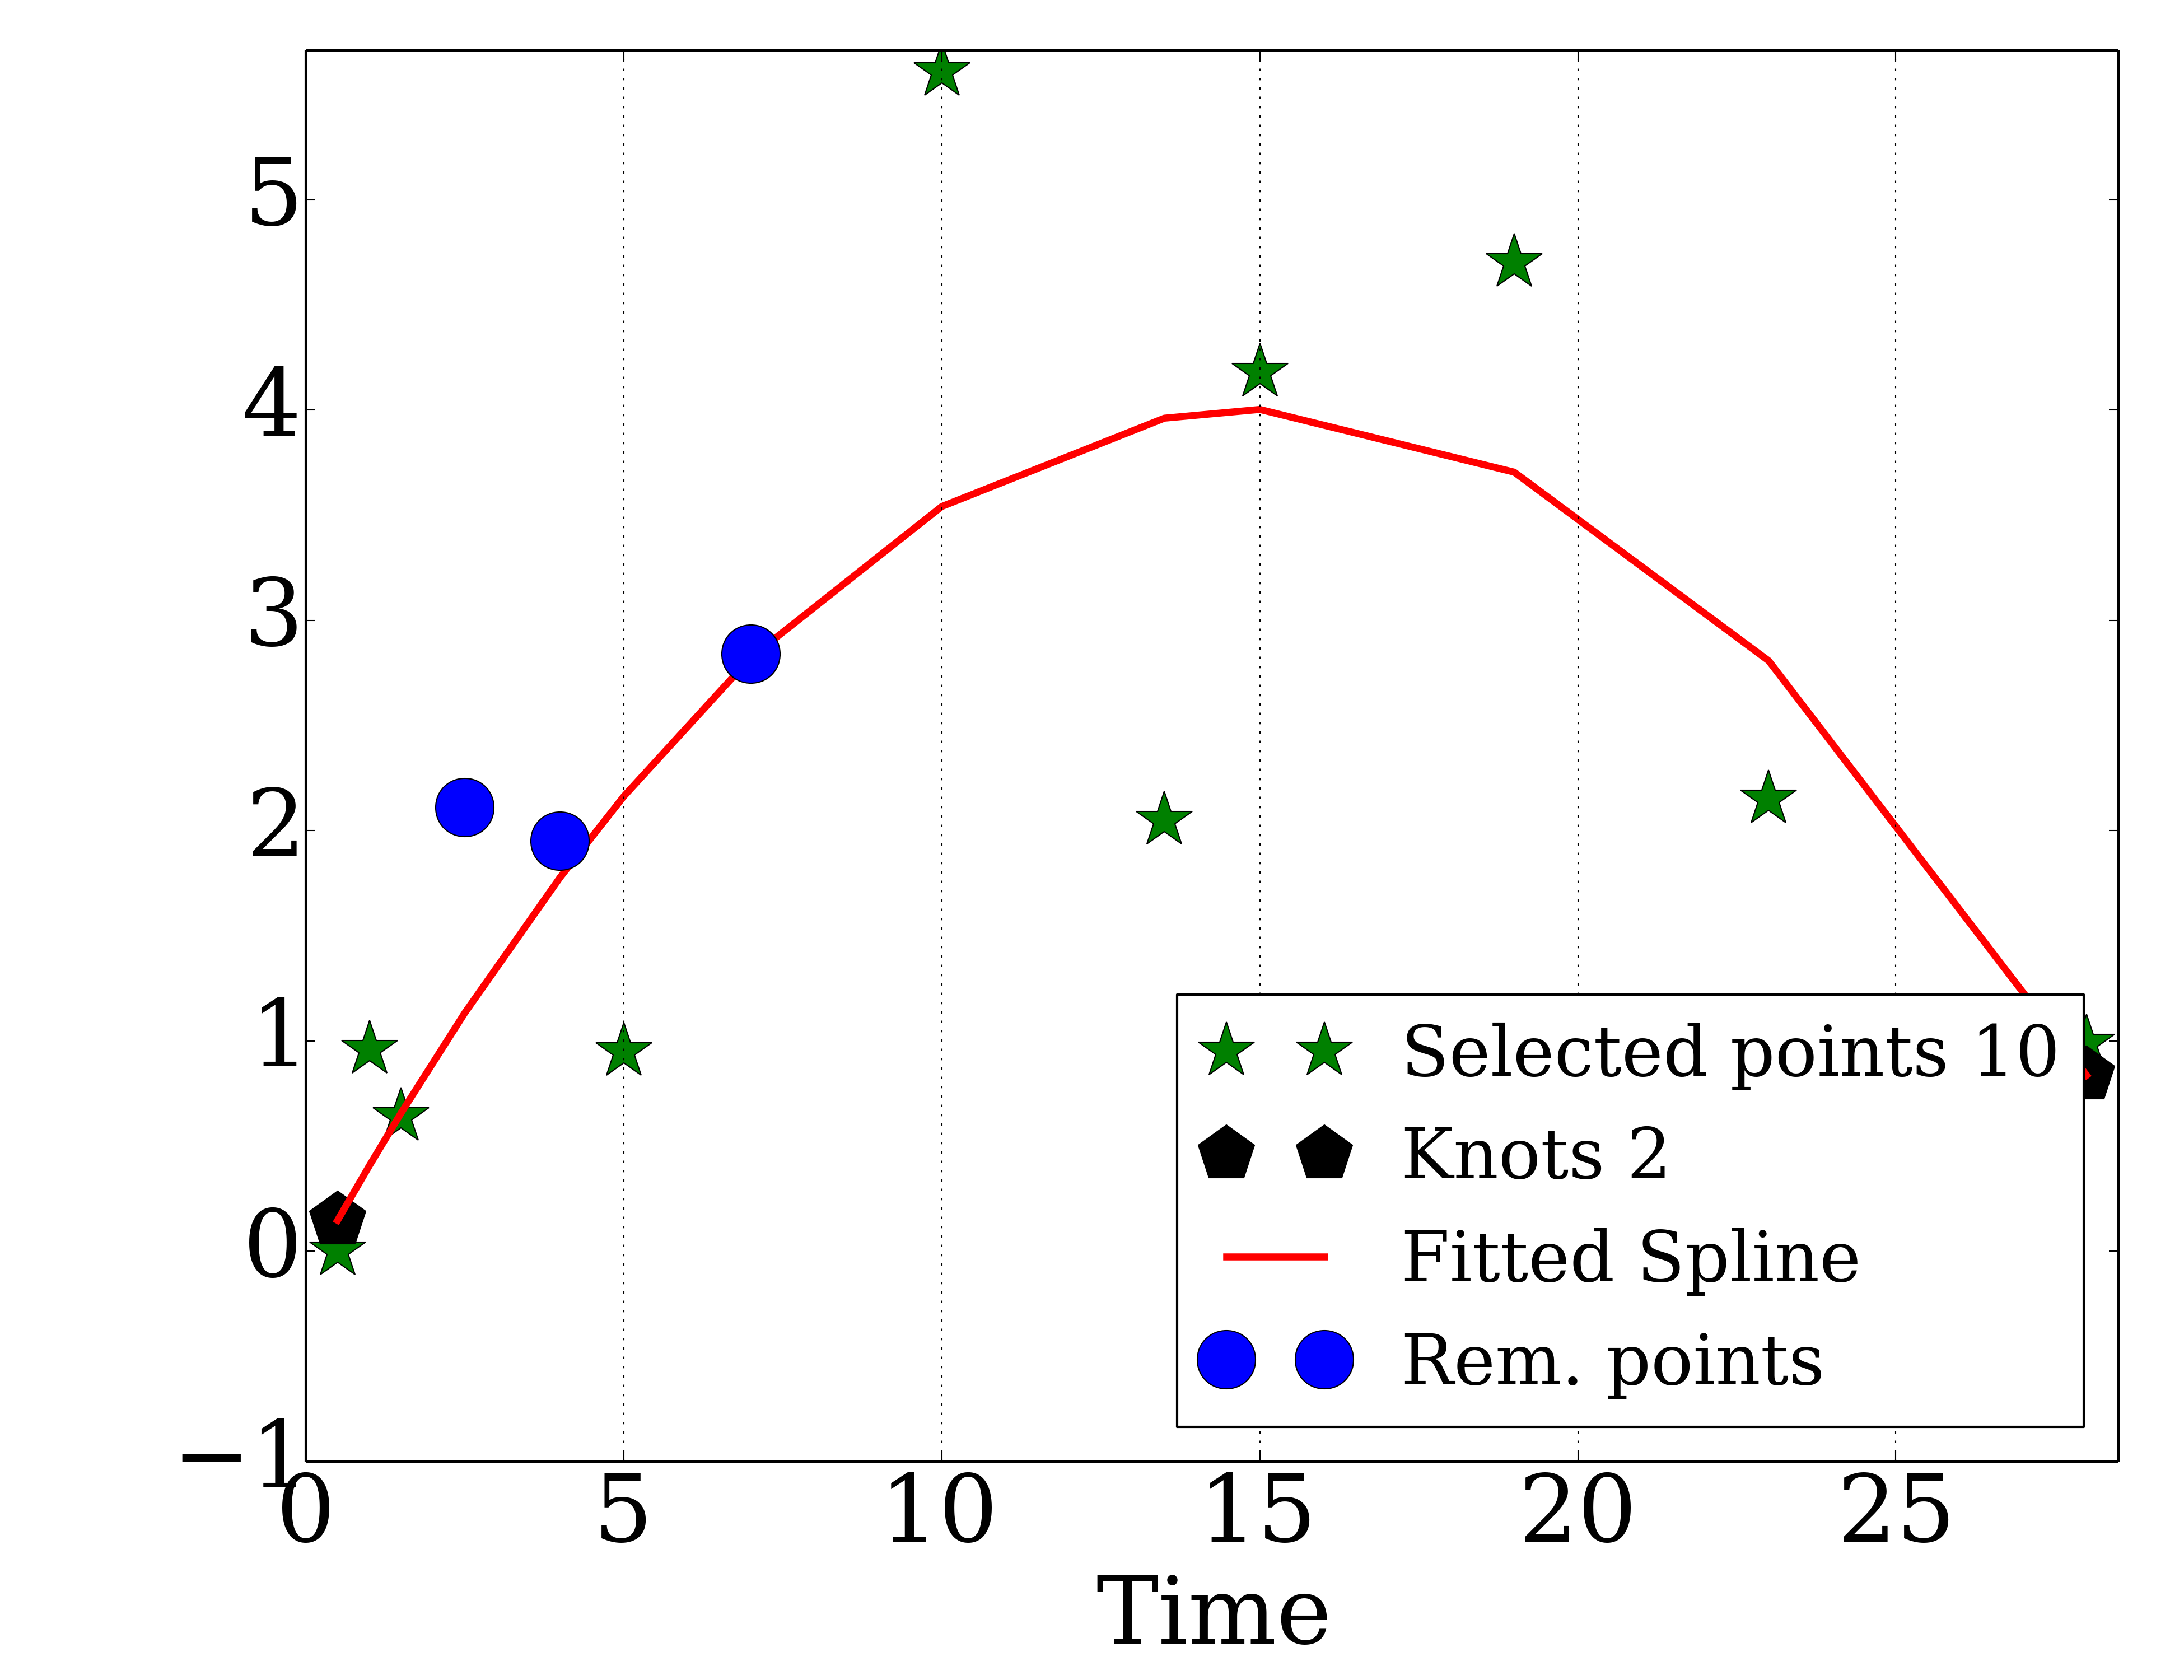 5
4
3
2
1
0
−1
Selected points 10
Knots 2
Fitted Spline
Rem. points
0 5 10 15 20 25
Time